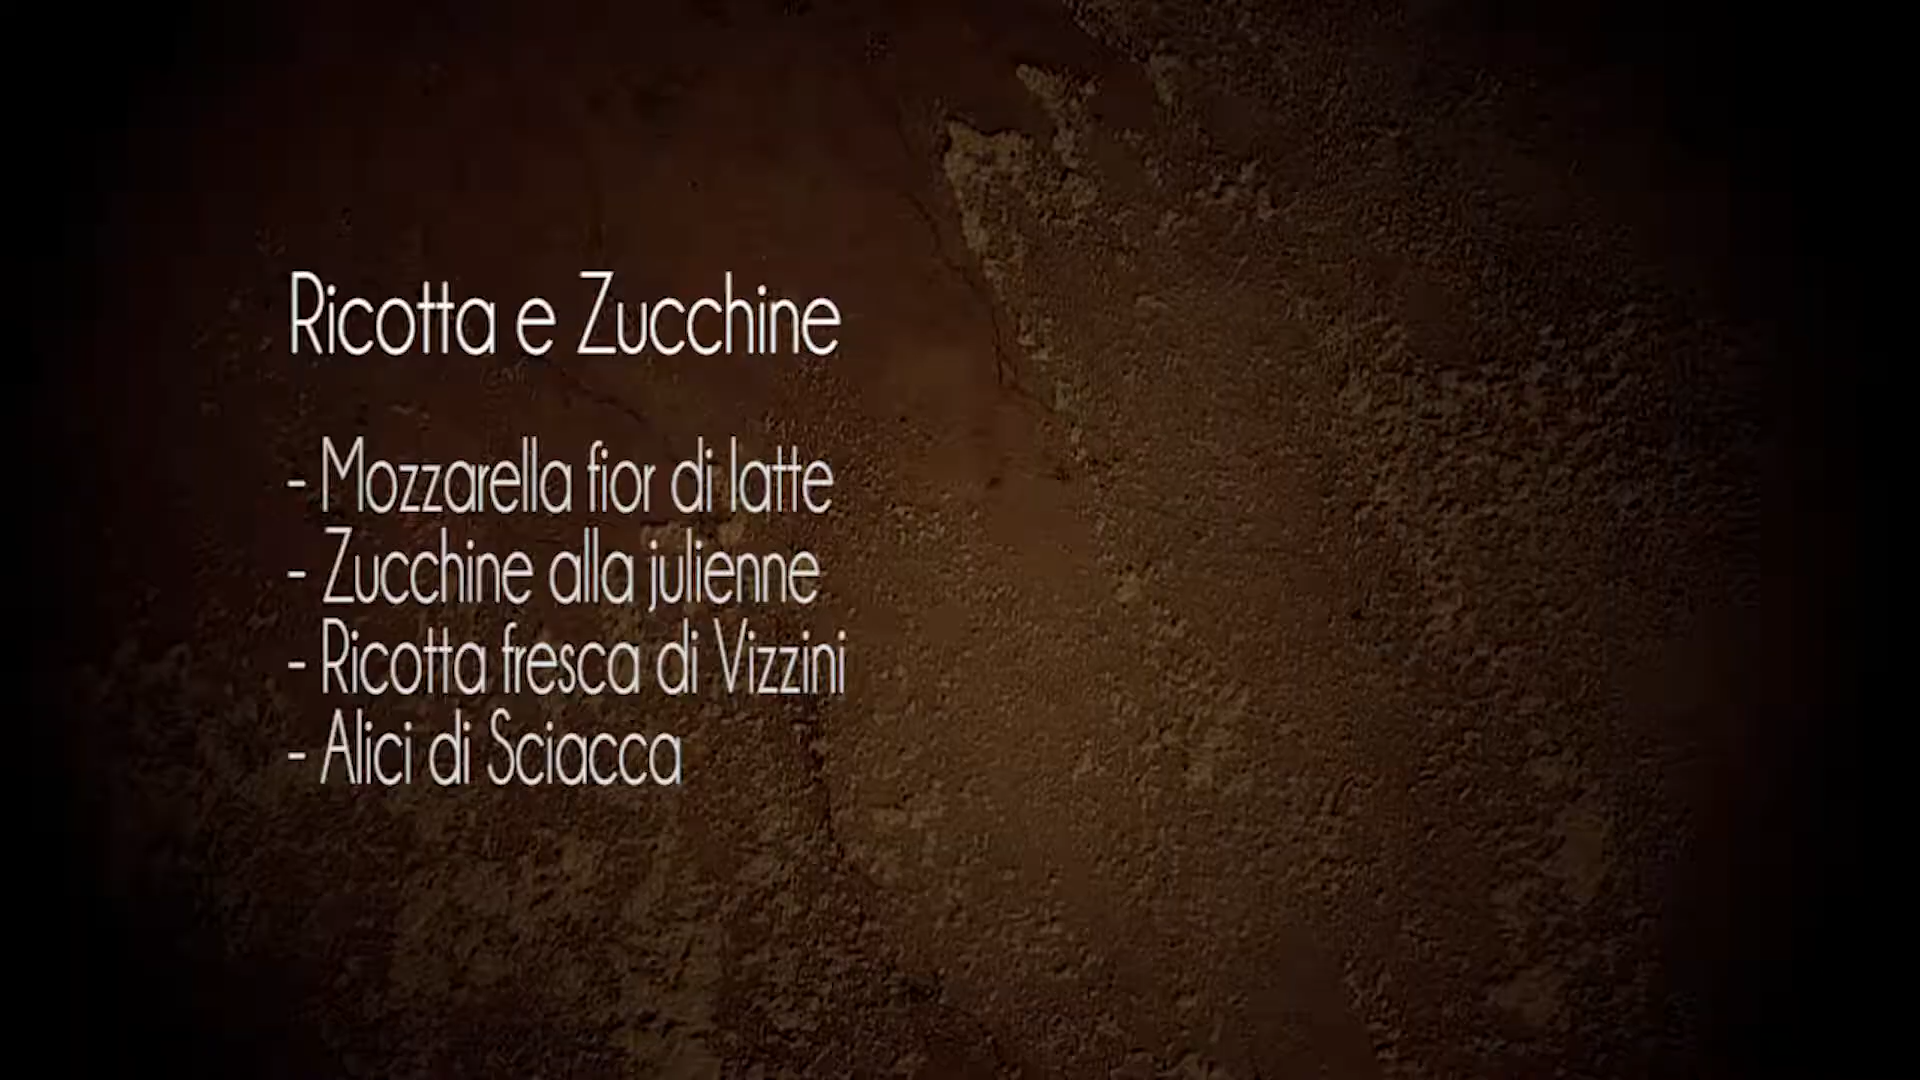 Ricotta e Zucchine
- Mozzarella fior di latte
- Zucchine alla julienne
- Ricotta fresca di Vizzini
- Alici di Sciacca